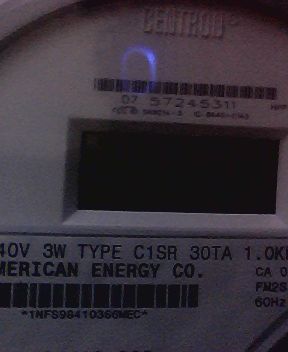 CENTRON
07 57245311
40V 3W TYPE C1SR 30TA 1.0K
MERICAN ENERGY CO.
CA 0
FM2S
60HZ
*1NFS98410366MEC*